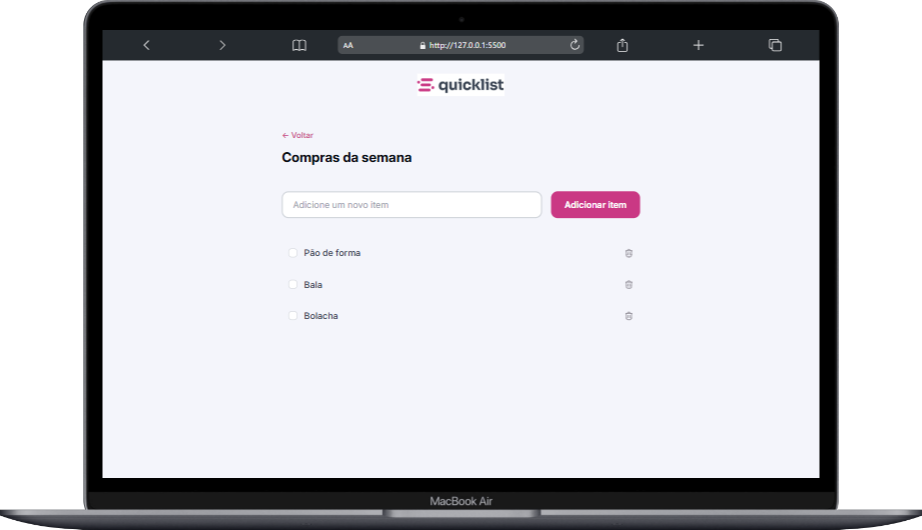 AA
http://127.0.0.1:5500
quicklist
← Voltar
Compras da semana
Adicione um novo item
Adicionar item
Pão de forma
Bala
Bolacha
MacBook Air